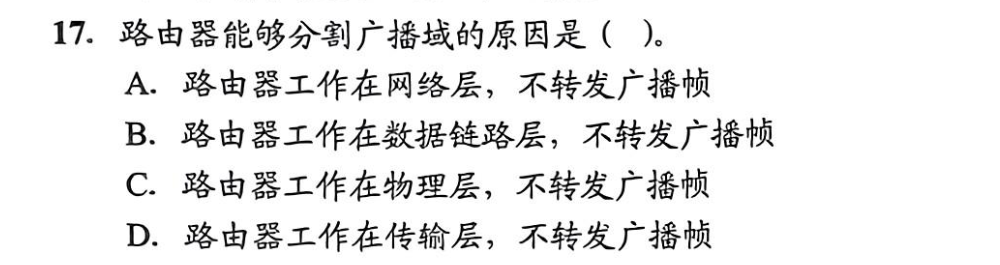 17. 路由器能够分割广播域的原因是（ ）。
A. 路由器工作在网络层，不转发广播帧
B. 路由器工作在数据链路层，不转发广播帧
C. 路由器工作在物理层，不转发广播帧
D. 路由器工作在传输层，不转发广播帧